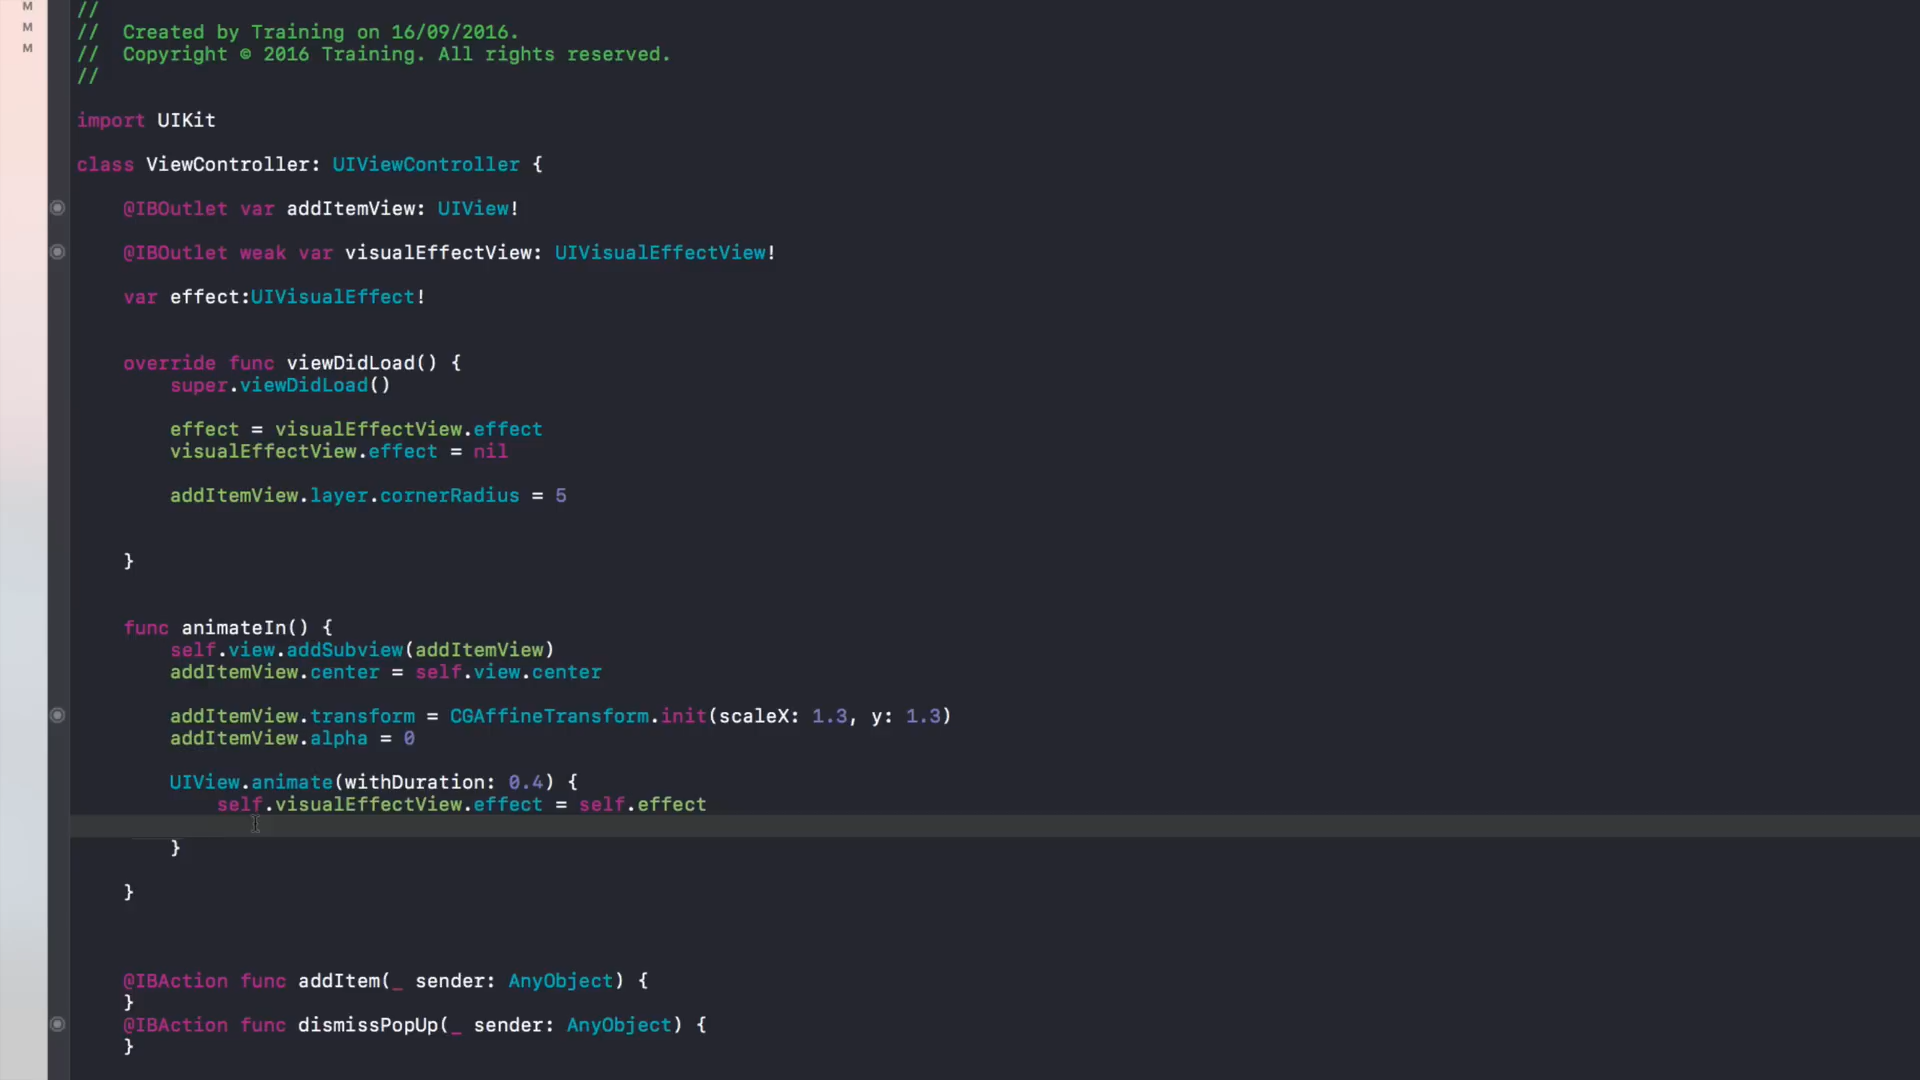 M
M
M
//
//  Created by Training on 16/09/2016.
//  Copyright © 2016 Training. All rights reserved.
//
import UIKit
class ViewController: UIViewController {
    @IBOutlet var addItemView: UIView!
    @IBOutlet weak var visualEffectView: UIVisualEffectView!
    var effect:UIVisualEffect!
    override func viewDidLoad() {
        super.viewDidLoad()
        effect = visualEffectView.effect
        visualEffectView.effect = nil
        addItemView.layer.cornerRadius = 5
    }
    func animateIn() {
        self.view.addSubview(addItemView)
        addItemView.center = self.view.center
        addItemView.transform = CGAffineTransform.init(scaleX: 1.3, y: 1.3)
        addItemView.alpha = 0
        UIView.animate(withDuration: 0.4) {
            self.visualEffectView.effect = self.effect
        }
    }
    @IBAction func addItem(_ sender: AnyObject) {
    }
    @IBAction func dismissPopUp(_ sender: AnyObject) {
    }